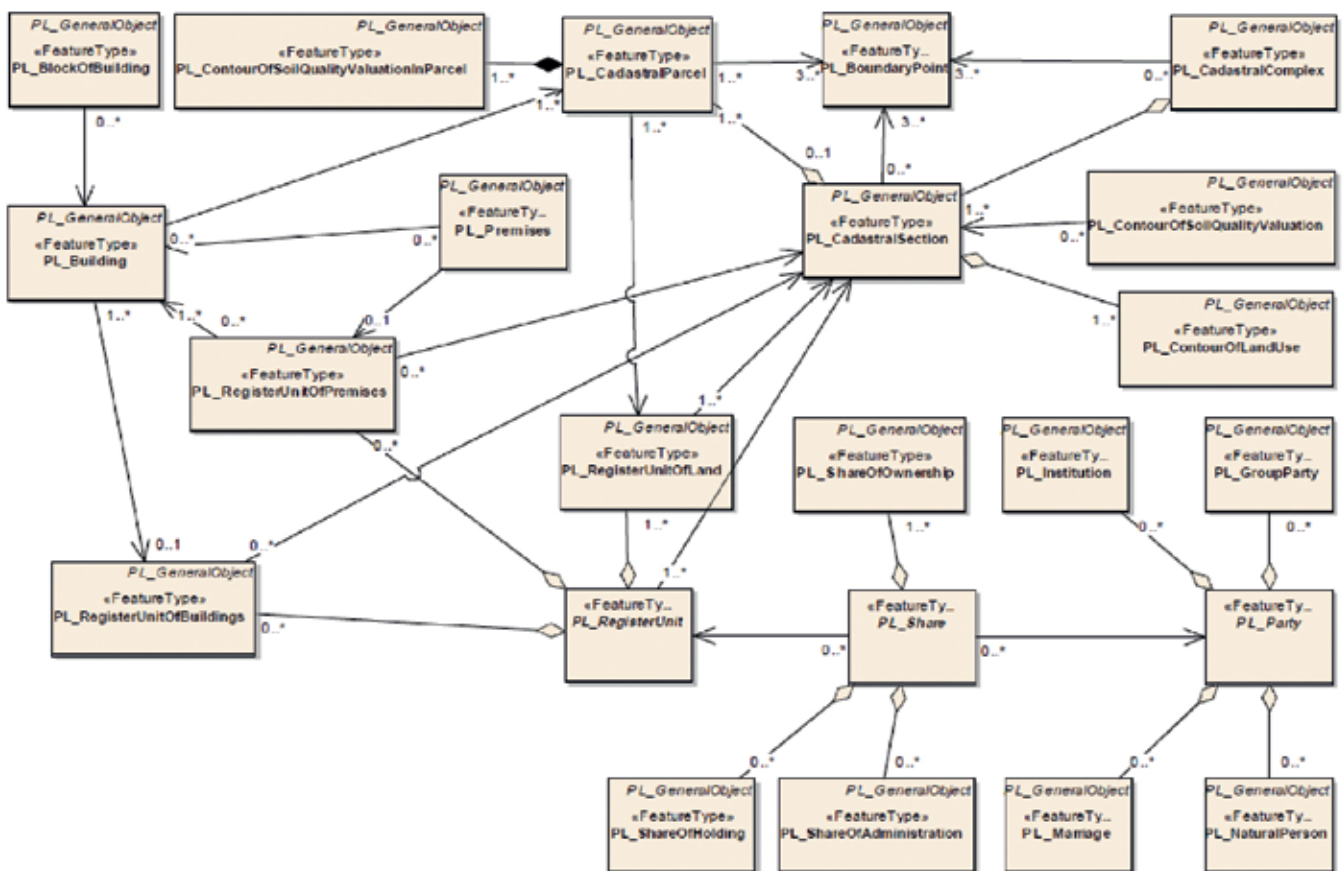 PL_GeneralObject
«FeatureType»
PL_BlockOfBuilding
0..*
PL_GeneralObject
«FeatureType»
PL_ContourOfSoilQualityValuationInParcel
1..*
PL_GeneralObject
«FeatureType»
PL_CadastralParcel
1..*
1..*
1..*
1..*
PL_GeneralObject
«FeatureTy...
PL_BoundaryPoint
3..*
3..*
3..*
PL_GeneralObject
«FeatureType»
PL_CadastralComplex
0..*
PL_GeneralObject
«FeatureType»
PL_Building
0..*
1..*
1..*
PL_GeneralObject
«FeatureTy...
PL_Premises
0..*
0..1
0..1
0..*
PL_GeneralObject
«FeatureType»
PL_CadastralSection
1..*
PL_GeneralObject
«FeatureType»
PL_ContourOfSoilQualityValuation
0..*
PL_GeneralObject
«FeatureType»
PL_ContourOfLandUse
1..*
0..*
PL_GeneralObject
«FeatureType»
PL_RegisterUnitOfPremises
0..*
0..*
1..*
PL_GeneralObject
«FeatureType»
PL_RegisterUnitOfLand
1..*
PL_GeneralObject
«FeatureType»
PL_ShareOfOwnership
1..*
PL_GeneralObject
«FeatureTy...
PL_Institution
0..*
PL_GeneralObject
«FeatureTy...
PL_GroupParty
0..*
0..1
0..*
PL_GeneralObject
«FeatureType»
PL_RegisterUnitOfBuildings
0..*
1..*
«FeatureTy...
PL_RegisterUnit
«FeatureTy...
PL_Share
0..*
0..*
«FeatureTy...
PL_Party
0..*
PL_GeneralObject
«FeatureType»
PL_ShareOfHolding
0..*
PL_GeneralObject
«FeatureType»
PL_ShareOfAdministration
0..*
PL_GeneralObject
«FeatureTy...
PL_Marriage
0..*
PL_GeneralObject
«FeatureTy...
PL_NaturalPerson